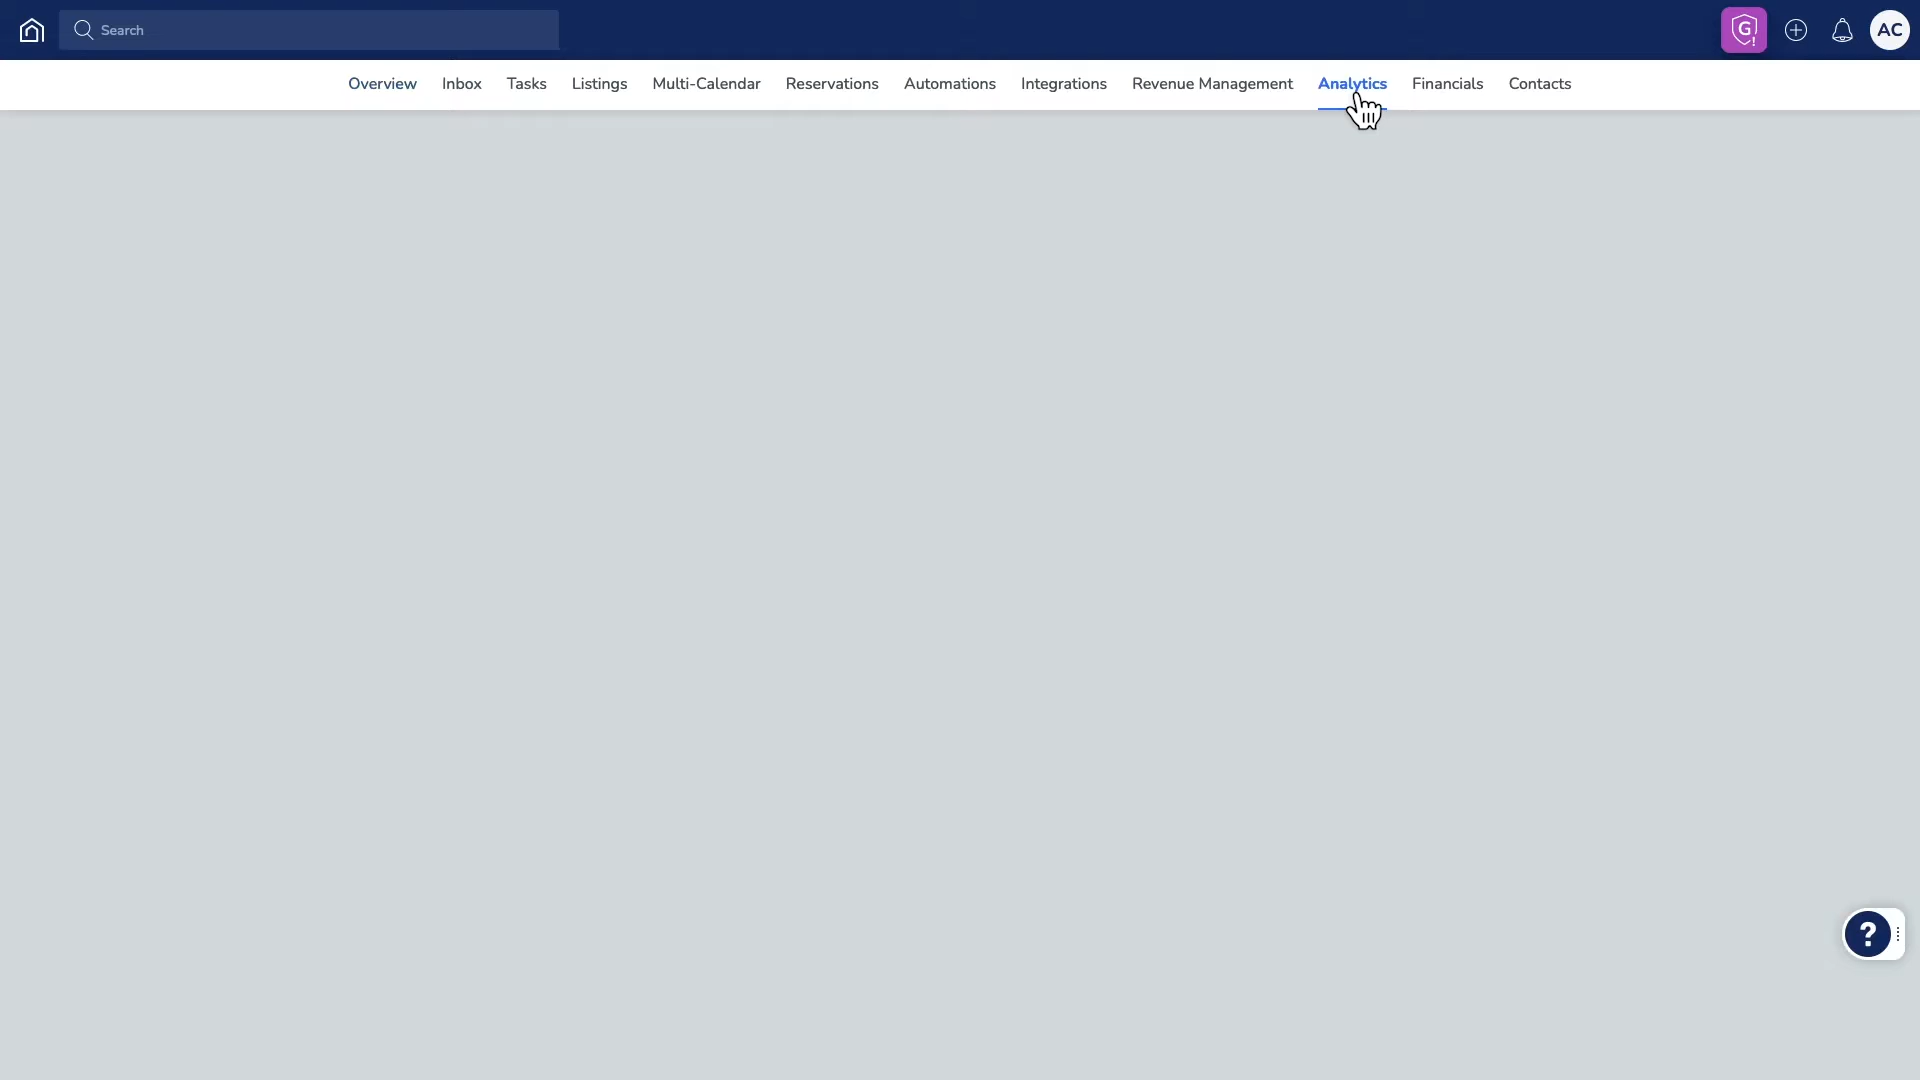 Search
G!
AC
Overview Inbox Tasks Listings Multi-Calendar Reservations Automations Integrations Revenue Management Analytics Financials Contacts
?